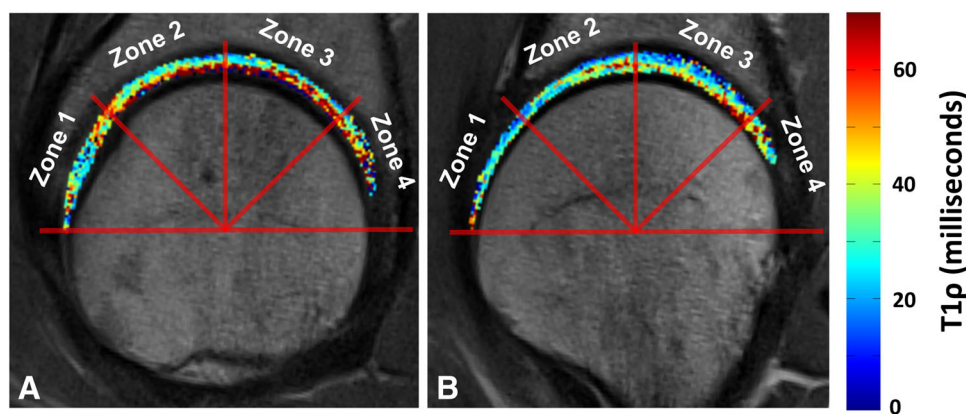 Zone 1
Zone 2
Zone 3
Zone 4
A
Zone 1
Zone 2
Zone 3
Zone 4
B
60
40
20
0
T1ρ (milliseconds)